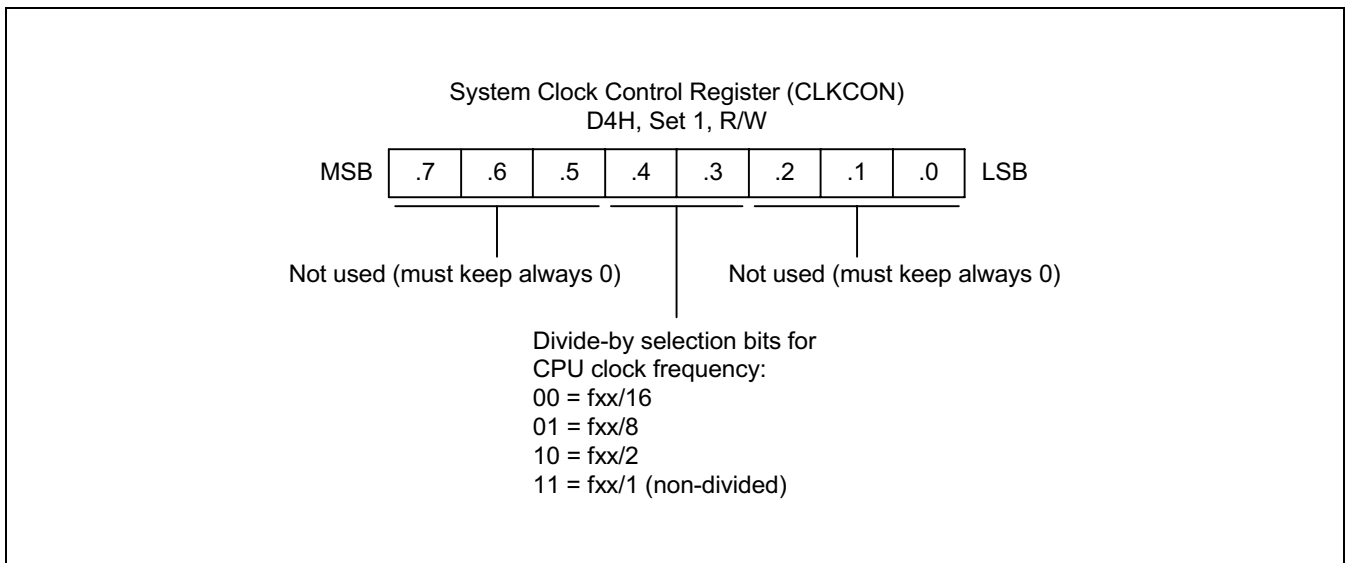 System Clock Control Register (CLKCON)
D4H, Set 1, R/W
MSB .7 .6 .5 .4 .3 .2 .1 .0 LSB
Not used (must keep always 0) Not used (must keep always 0)
Divide-by selection bits for
CPU clock frequency:
00 = fxx/16
01 = fxx/8
10 = fxx/2
11 = fxx/1 (non-divided)